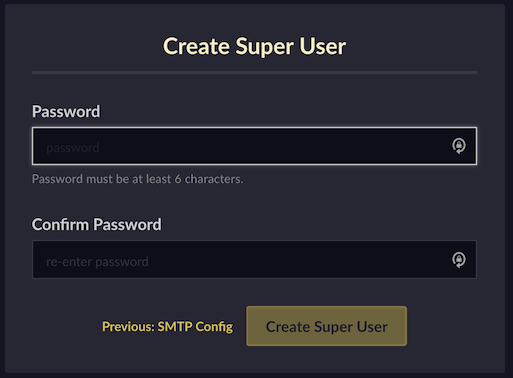 Create Super User
Password
password
Password must be at least 6 characters.
Confirm Password
re-enter password
Previous: SMTP Config
Create Super User